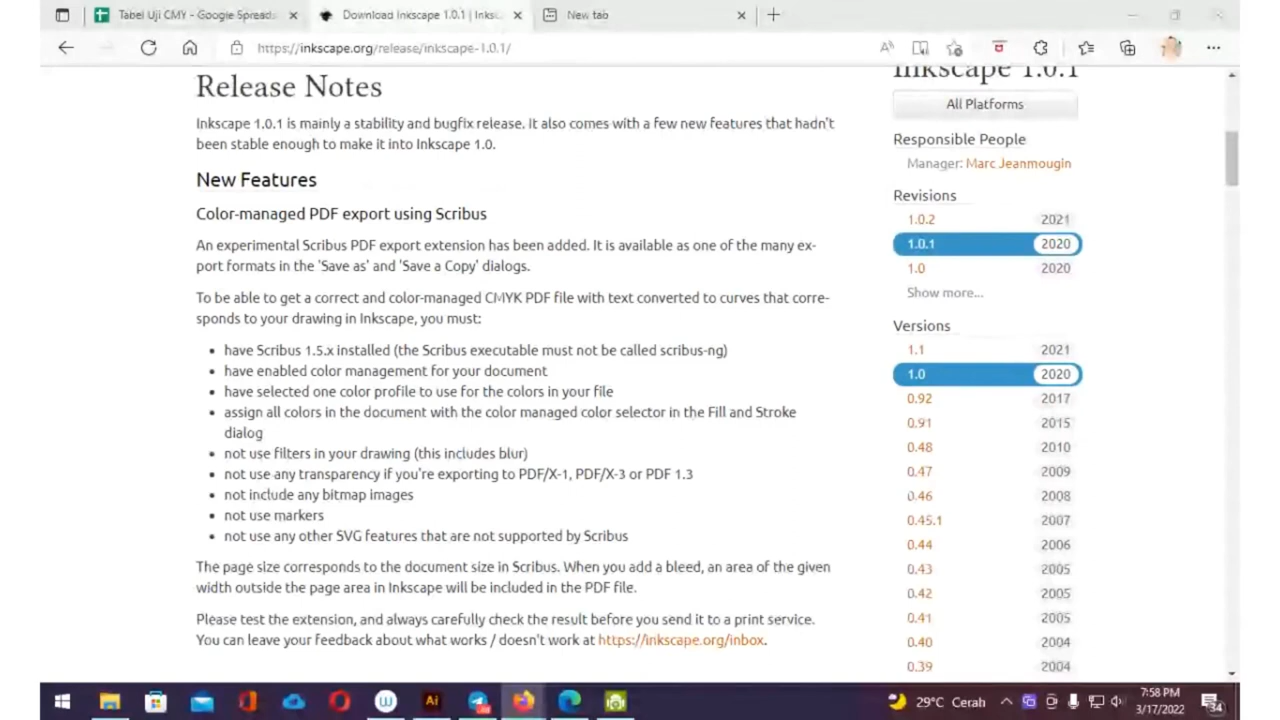 Tabel Uji CMY - Google Spreads
Download Inkscape 1.0.1 | Inksc
New tab
https://inkscape.org/release/inkscape-1.0.1/
Release Notes
Inkscape 1.0.1 is mainly a stability and bugfix release. It also comes with a few new features that hadn't
been stable enough to make it into Inkscape 1.0.
New Features
Color-managed PDF export using Scribus
An experimental Scribus PDF export extension has been added. It is available as one of the many ex-
port formats in the 'Save as' and 'Save a Copy' dialogs.
To be able to get a correct and color-managed CMYK PDF file with text converted to curves that corre-
sponds to your drawing in Inkscape, you must:
• have Scribus 1.5.x installed (the Scribus executable must not be called scribus-ng)
• have enabled color management for your document
• have selected one color profile to use for the colors in your file
• assign all colors in the document with the color managed color selector in the Fill and Stroke
dialog
• not use filters in your drawing (this includes blur)
• not use any transparency if you're exporting to PDF/X-1, PDF/X-3 or PDF 1.3
• not include any bitmap images
• not use markers
• not use any other SVG features that are not supported by Scribus
The page size corresponds to the document size in Scribus. When you add a bleed, an area of the given
width outside the page area in Inkscape will be included in the PDF file.
Please test the extension, and always carefully check the result before you send it to a print service.
You can leave your feedback about what works / doesn't work at https://inkscape.org/inbox.
Inkscape 1.0.1
All Platforms
Responsible People
Manager: Marc Jeanmougin
Revisions
1.0.2 2021
1.0.1 2020
1.0 2020
Show more...
Versions
1.1 2021
1.0 2020
0.92 2017
0.91 2015
0.48 2010
0.47 2009
0.46 2008
0.45.1 2007
0.44 2006
0.43 2005
0.42 2005
0.41 2005
0.40 2004
0.39 2004
Ai
29°C Cerah
7:58 PM
3/17/2022
34